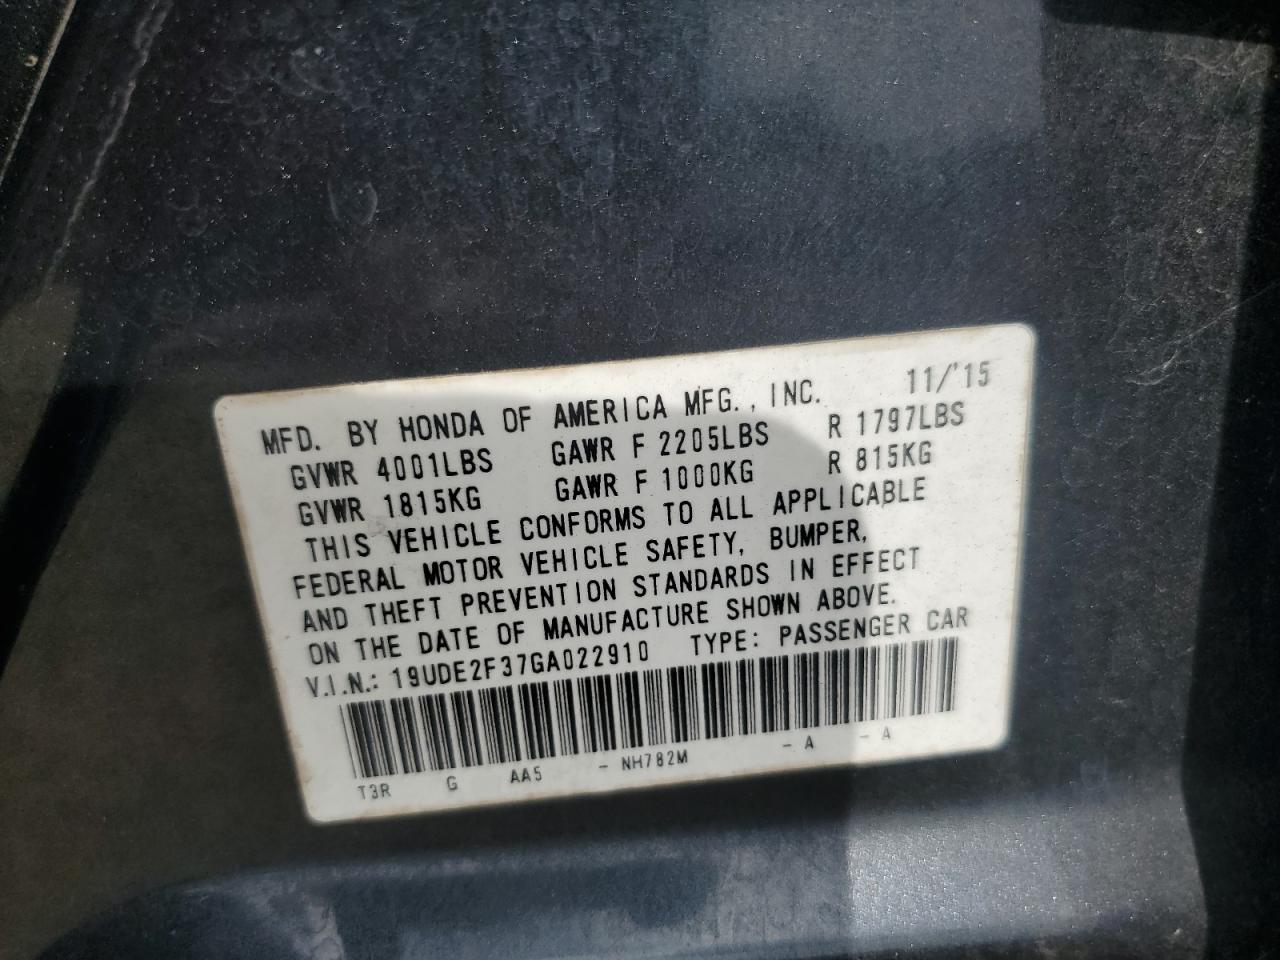 MFD. BY HONDA OF AMERICA MFG., INC. 11/'15
GVWR 4001LBS GAWR F 2205LBS R 1797LBS
GVWR 1815KG GAWR F 1000KG R 815KG
THIS VEHICLE CONFORMS TO ALL APPLICABLE
FEDERAL MOTOR VEHICLE SAFETY, BUMPER,
AND THEFT PREVENTION STANDARDS IN EFFECT
ON THE DATE OF MANUFACTURE SHOWN ABOVE.
V.I.N.: 19UDE2F37GA022910 TYPE: PASSENGER CAR
T3R G AA5 - NH782M - A - A